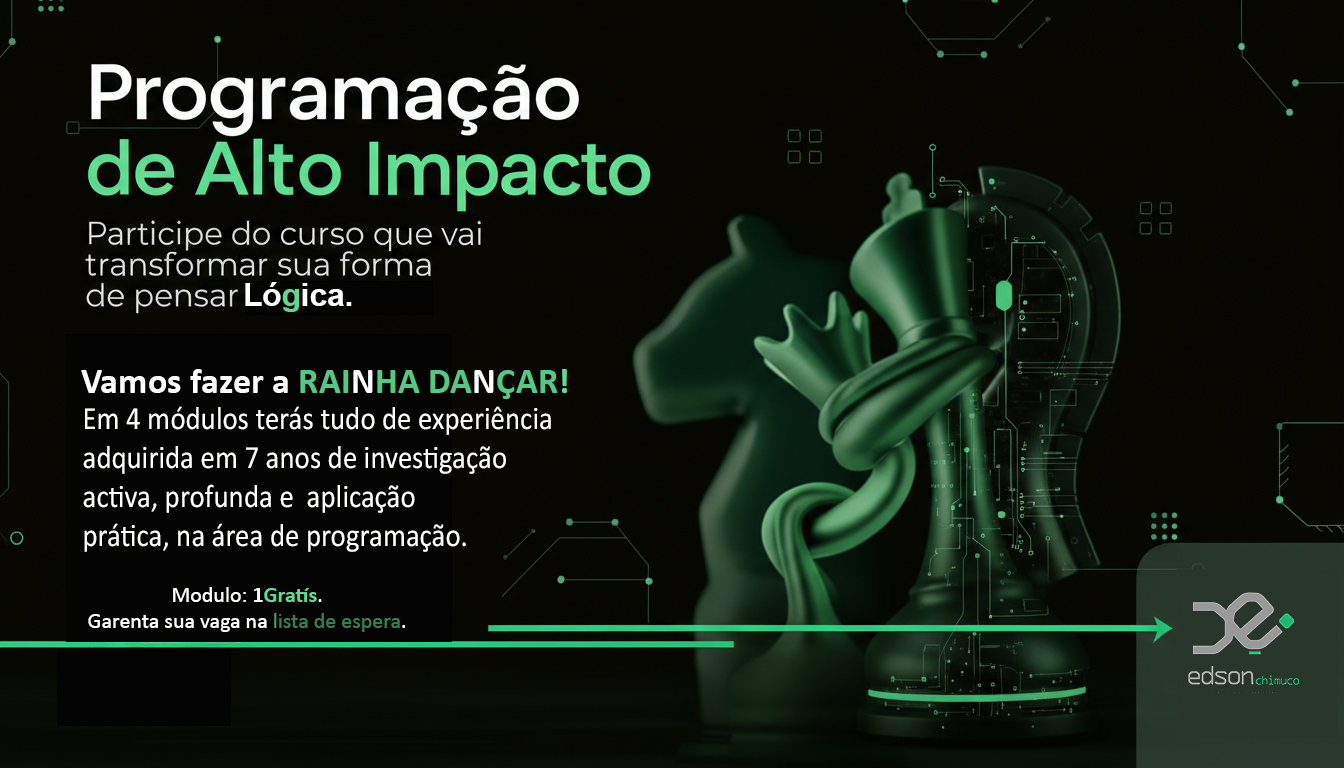 Programação
de Alto Impacto
Participe do curso que vai
transformar sua forma
de pensar Lógica.
Vamos fazer a RAINHA DANÇAR!
Em 4 módulos terás tudo de experiência
adquirida em 7 anos de investigação
activa, profunda e aplicação
prática, na área de programação.
Modulo: 1Gratís.
Garenta sua vaga na lista de espera.
edson chimuco